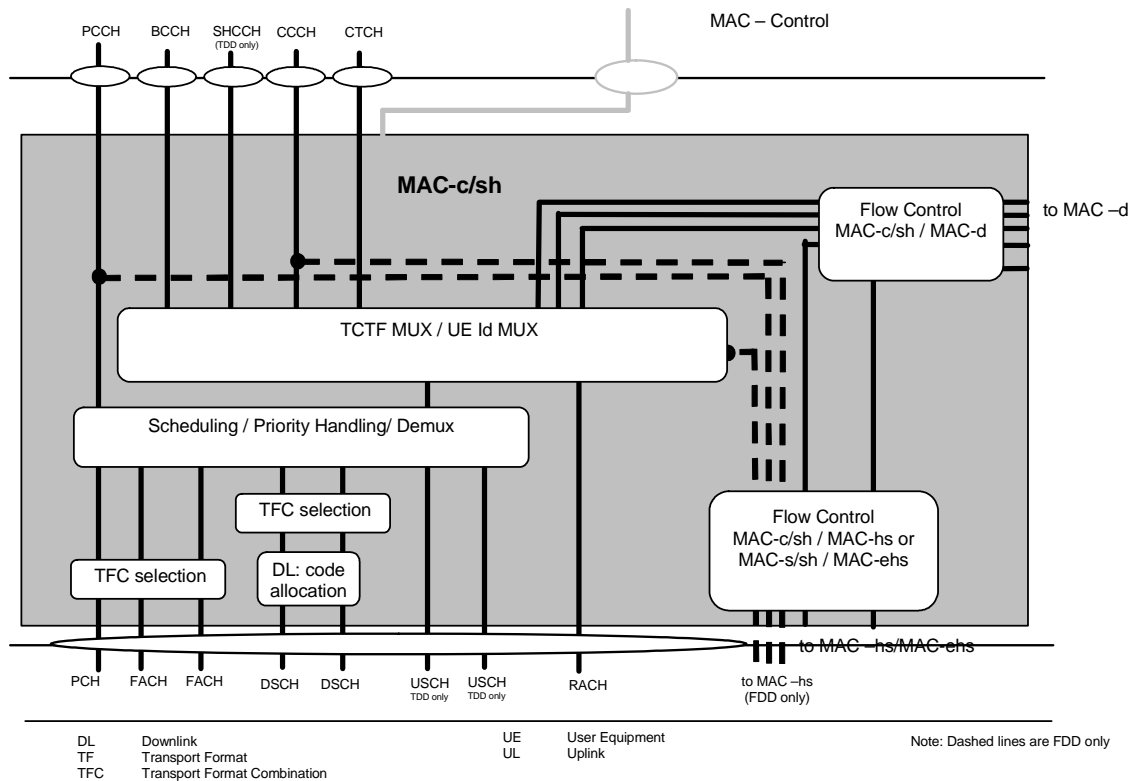 MAC – Control
PCCH BCCH SHCCH CCCH CTCH
(TDD only)
MAC-c/sh
Flow Control
MAC-c/sh / MAC-d
to MAC –d
TCTF MUX / UE Id MUX
Scheduling / Priority Handling/ Demux
TFC selection
Flow Control
MAC-c/sh / MAC-hs or
MAC-s/sh / MAC-ehs
TFC selection
DL: code
allocation
to MAC –hs/MAC-ehs
PCH FACH FACH DSCH DSCH USCH USCH RACH
TDD only TDD only
to MAC –hs
(FDD only)
DL Downlink
TF Transport Format
TFC Transport Format Combination
UE User Equipment
UL Uplink
Note: Dashed lines are FDD only